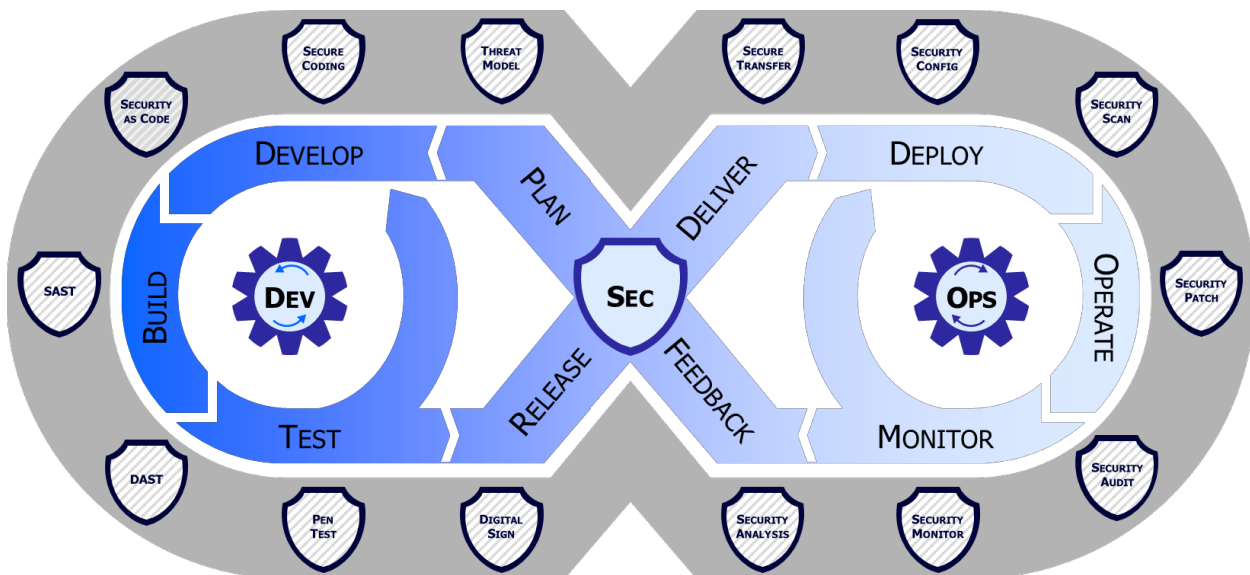 SECURE
CODING
THREAT
MODEL
SECURE
TRANSFER
SECURITY
CONFIG
SECURITY
AS CODE
SECURITY
SCAN
DEVELOP
PLAN
DELIVER
DEPLOY
SAST
BUILD
DEV
SEC
OPS
OPERATE
SECURITY
PATCH
TEST
RELEASE
FEEDBACK
MONITOR
DAST
SECURITY
AUDIT
PEN
TEST
DIGITAL
SIGN
SECURITY
ANALYSIS
SECURITY
MONITOR